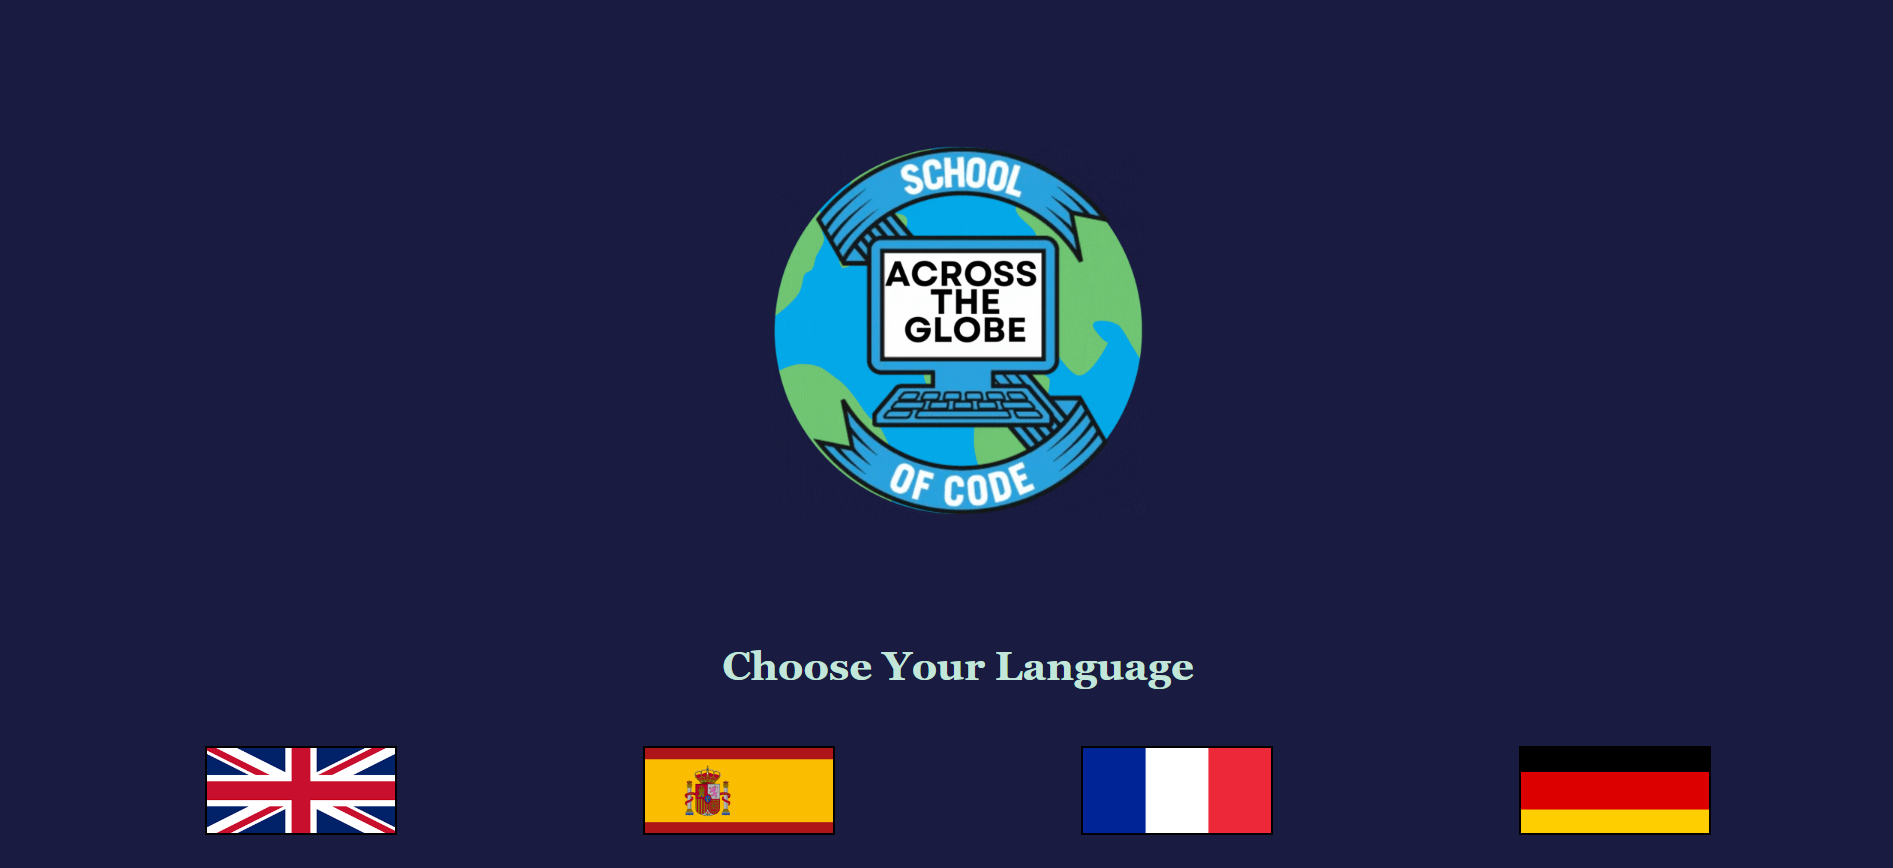 SCHOOL
ACROSS
THE
GLOBE
OF CODE
Choose Your Language